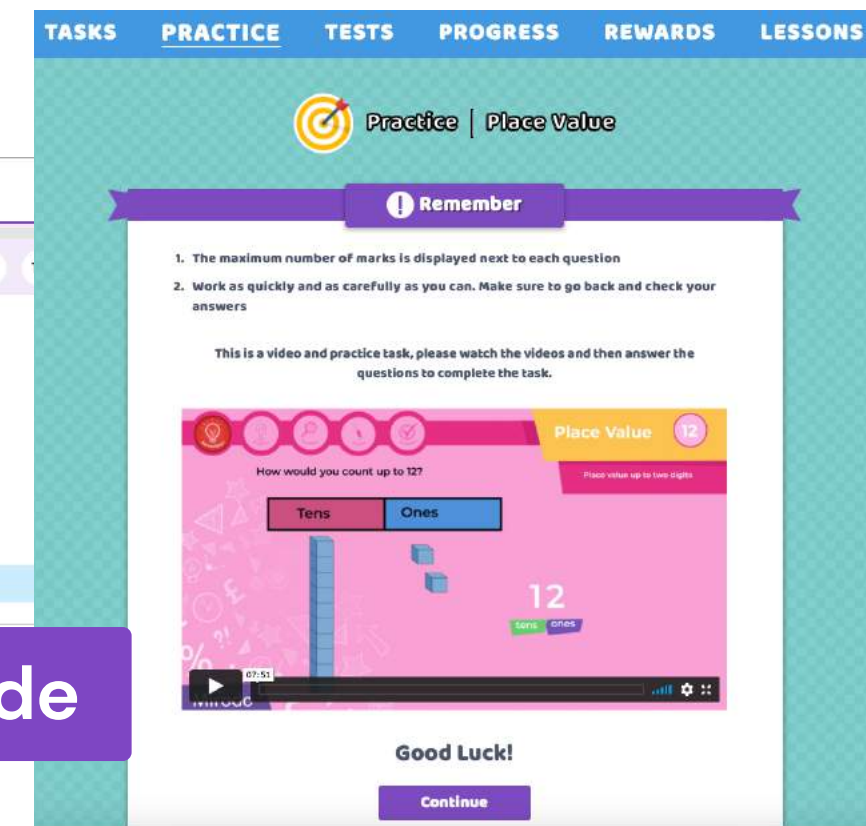 TASKS PRACTICE TESTS PROGRESS REWARDS LESSONS
Practice | Place Value
! Remember
1. The maximum number of marks is displayed next to each question
2. Work as quickly and as carefully as you can. Make sure to go back and check your
answers
This is a video and practice task, please watch the videos and then answer the
questions to complete the task.
Place Value 12
How would you count up to 12?
Place value up to two digits
Tens Ones
12
tens ones
07:51
de
Good Luck!
Continue